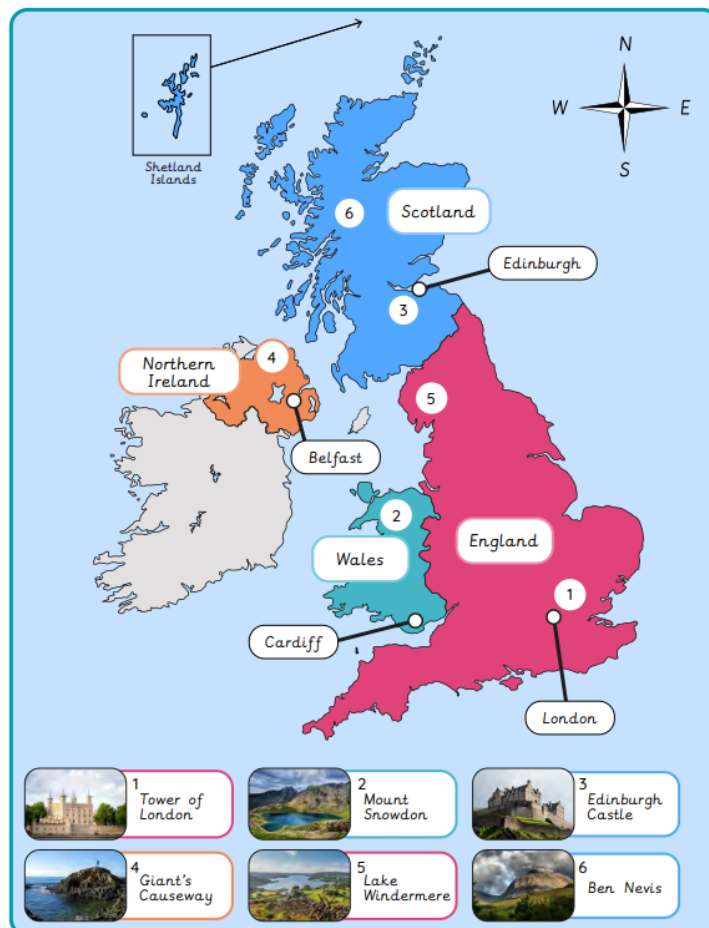 N
W
E
S
Shetland
Islands
6
Scotland
Edinburgh
3
4
Northern
Ireland
5
Belfast
2
England
Wales
1
Cardiff
London
1
Tower of
London
2
Mount
Snowdon
3
Edinburgh
Castle
4
Giant's
Causeway
5
Lake
Windermere
6
Ben Nevis